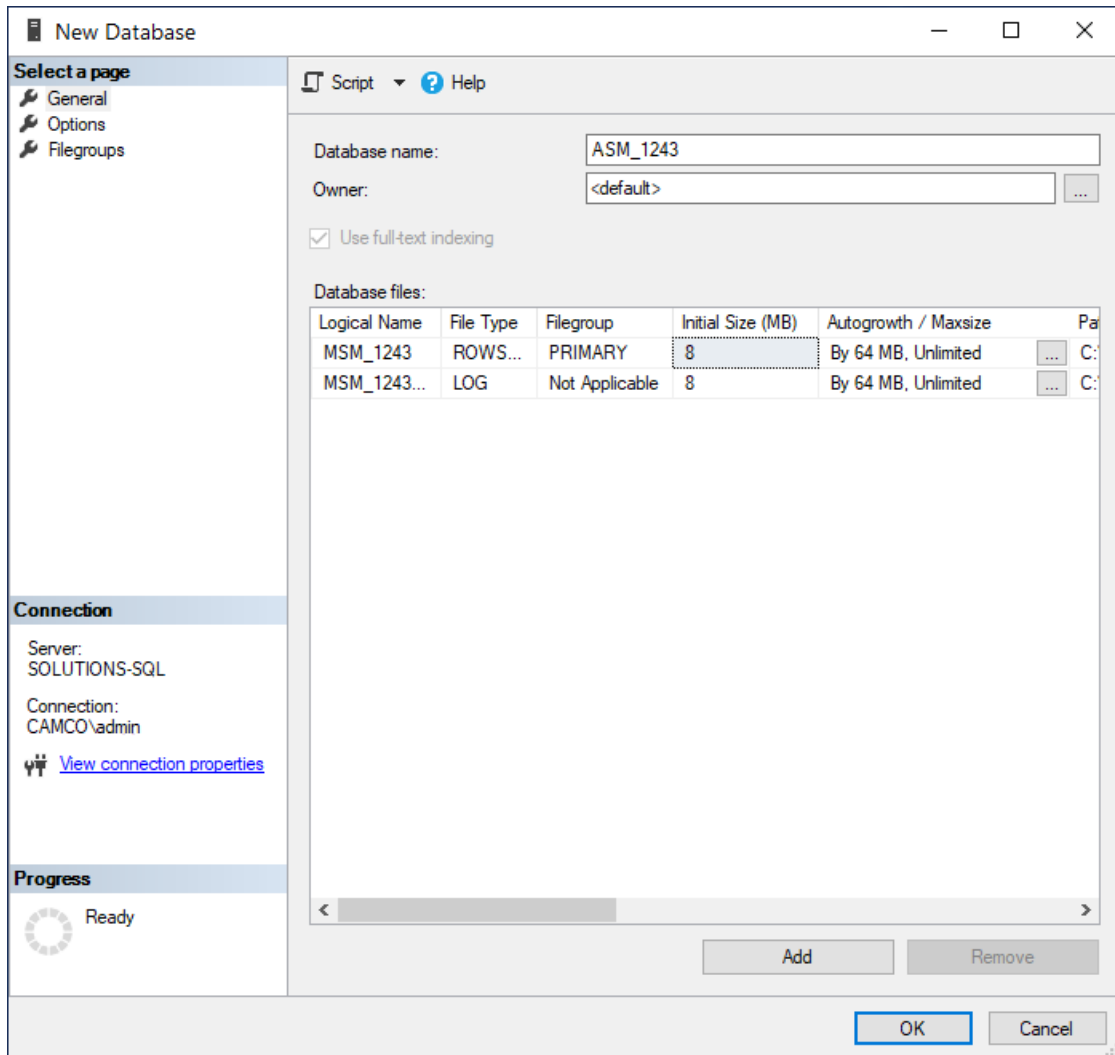 New Database
Select a page
General
Options
Filegroups
Script Help
Database name: ASM_1243
Owner: <default> ...
Use full-text indexing
Database files:
Logical Name File Type Filegroup Initial Size (MB) Autogrowth / Maxsize Pa
MSM_1243 ROWS... PRIMARY 8 By 64 MB, Unlimited ... C:
MSM_1243... LOG Not Applicable 8 By 64 MB, Unlimited ... C:
Connection
Server:
SOLUTIONS-SQL
Connection:
CAMCO\admin
View connection properties
Progress
Ready
Add Remove
OK Cancel